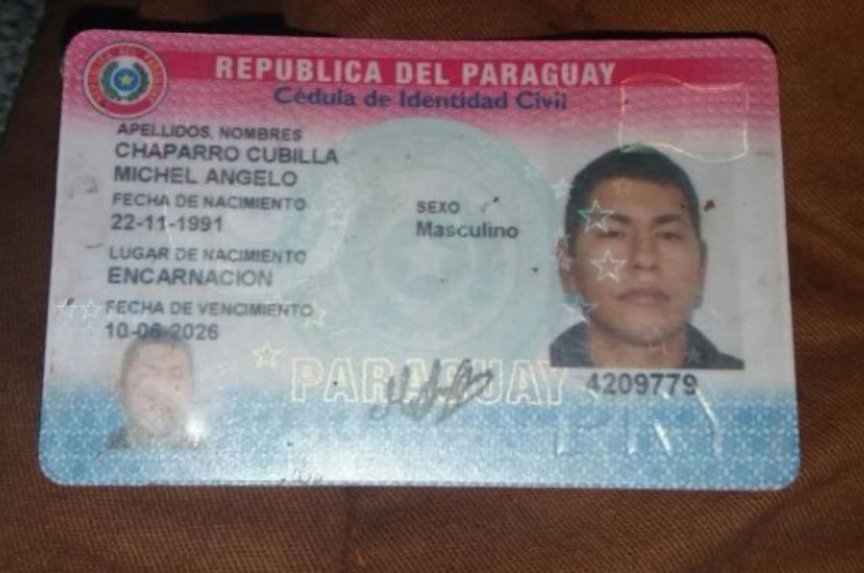 REPUBLICA DEL PARAGUAY
Cédula de Identidad Civil
APELLIDOS, NOMBRES
CHAPARRO CUBILLA
MICHEL ANGELO
FECHA DE NACIMIENTO
22-11-1991
SEXO
Masculino
LUGAR DE NACIMIENTO
ENCARNACION
FECHA DE VENCIMIENTO
10-06-2026
PARAGUAY
4209779